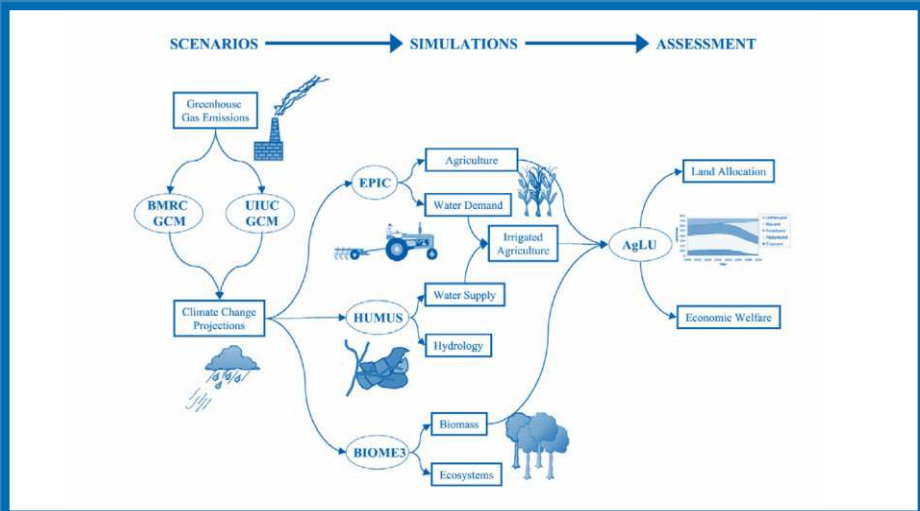 SCENARIOS
SIMULATIONS
ASSESSMENT
Greenhouse
Gas Emissions
BMRC
GCM
UIUC
GCM
Climate Change
Projections
EPIC
Agriculture
Water Demand
Irrigated
Agriculture
HUMUS
Water Supply
Hydrology
BIOME3
Biomass
Ecosystems
AgLU
Land Allocation
Economic Welfare